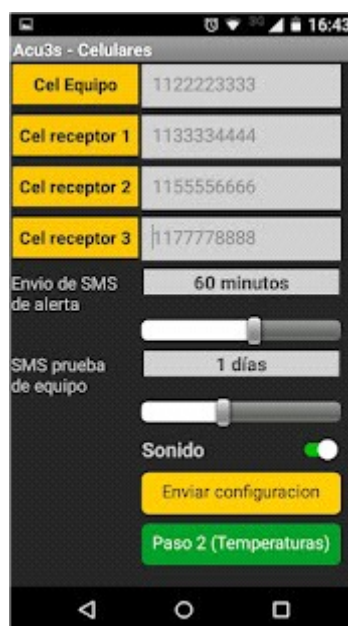 3G 16:43
Acu3s - Celulares
Cel Equipo 1122223333
Cel receptor 1 1133334444
Cel receptor 2 1155556666
Cel receptor 3 1177778888
Envio de SMS 60 minutos
de alerta
SMS prueba 1 días
de equipo
Sonido
Enviar configuracion
Paso 2 (Temperaturas)